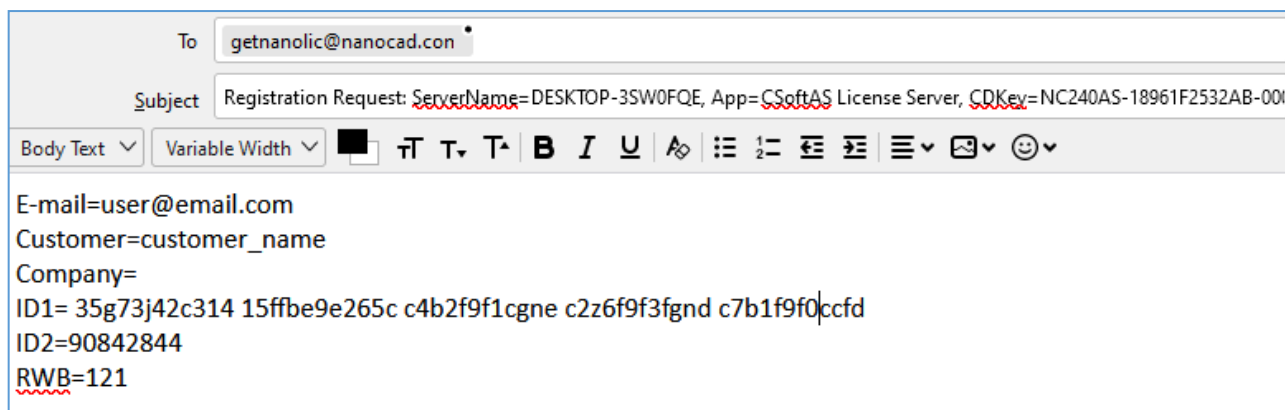 To getnanolic@nanocad.con
Subject Registration Request: ServerName=DESKTOP-3SW0FQE, App=CSoftAS License Server, CDKey=NC240AS-18961F2532AB-00
Body Text Variable Width
E-mail=user@email.com
Customer=customer_name
Company=
ID1= 35g73j42c314 15ffbe9e265c c4b2f9f1cgne c2z6f9f3fgnd c7b1f9f0ccfd
ID2=90842844
RWB=121